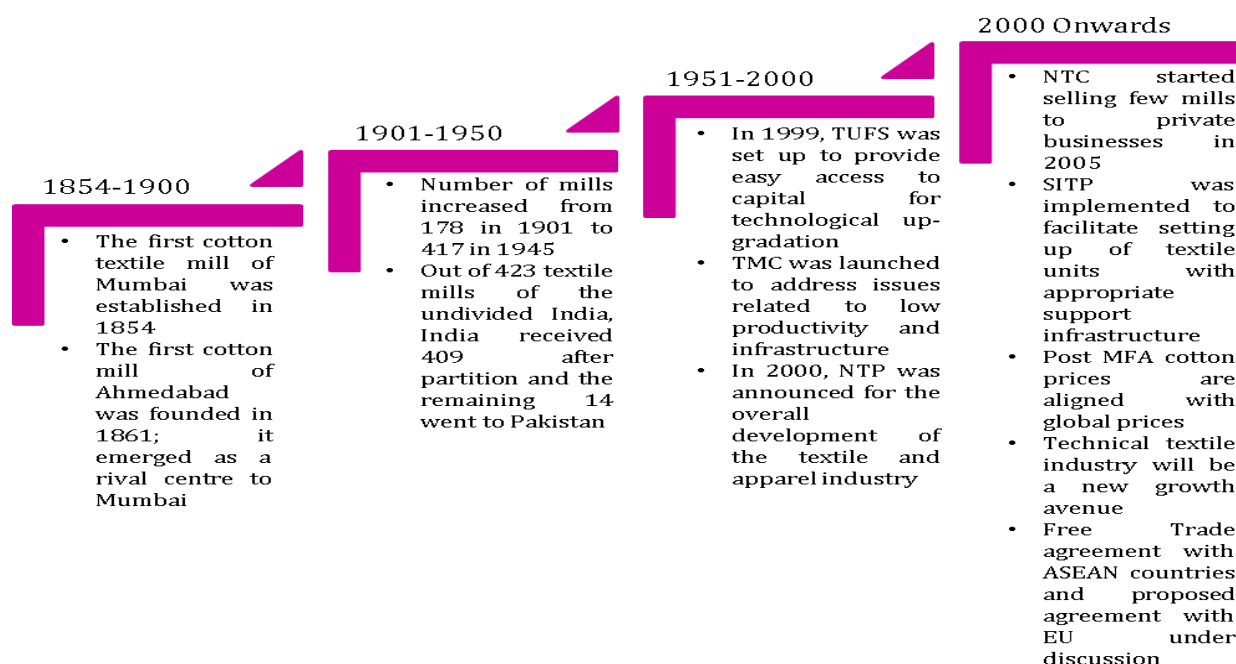 1854-1900
• The first cotton
textile mill of
Mumbai was
established in
1854
• The first cotton
mill of
Ahmedabad
was founded in
1861; it
emerged as a
rival centre to
Mumbai
1901-1950
• Number of mills
increased from
178 in 1901 to
417 in 1945
• Out of 423 textile
mills of the
undivided India,
India received
409 after
partition and the
remaining 14
went to Pakistan
1951-2000
• In 1999, TUFS was
set up to provide
easy access to
capital for
technological up-
gradation
• TMC was launched
to address issues
related to low
productivity and
infrastructure
• In 2000, NTP was
announced for the
overall
development of
the textile and
apparel industry
2000 Onwards
• NTC started
selling few mills
to private
businesses in
2005
• SITP was
implemented to
facilitate setting
up of textile
units with
appropriate
support
infrastructure
• Post MFA cotton
prices are
aligned with
global prices
• Technical textile
industry will be
a new growth
avenue
• Free Trade
agreement with
ASEAN countries
and proposed
agreement with
EU under
discussion